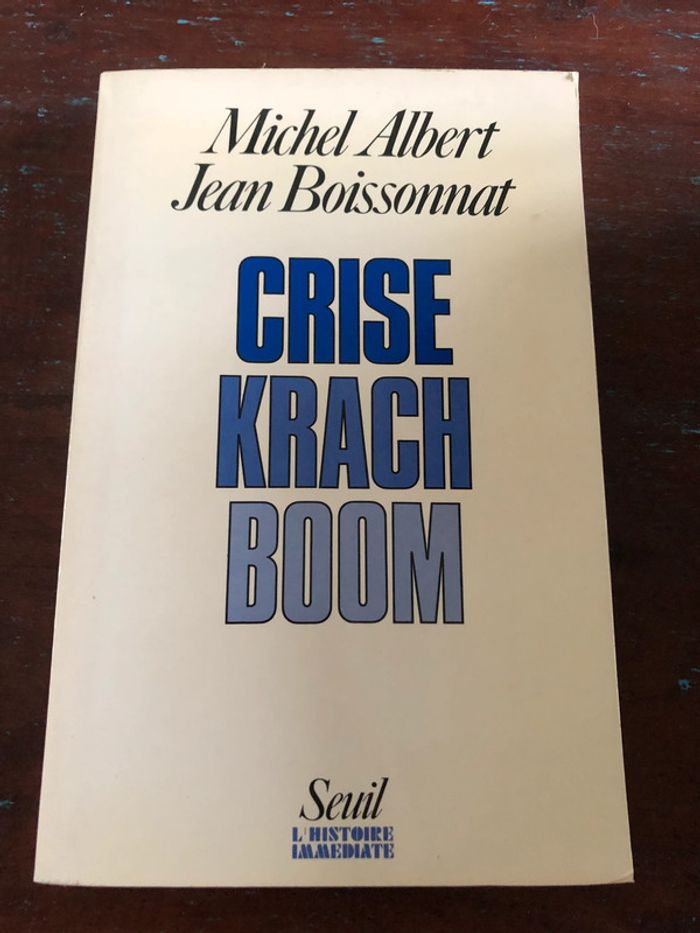 Michel Albert
Jean Boissonnat
CRISE
KRACH
BOOM
Seuil
L'HISTOIRE
IMMEDIATE